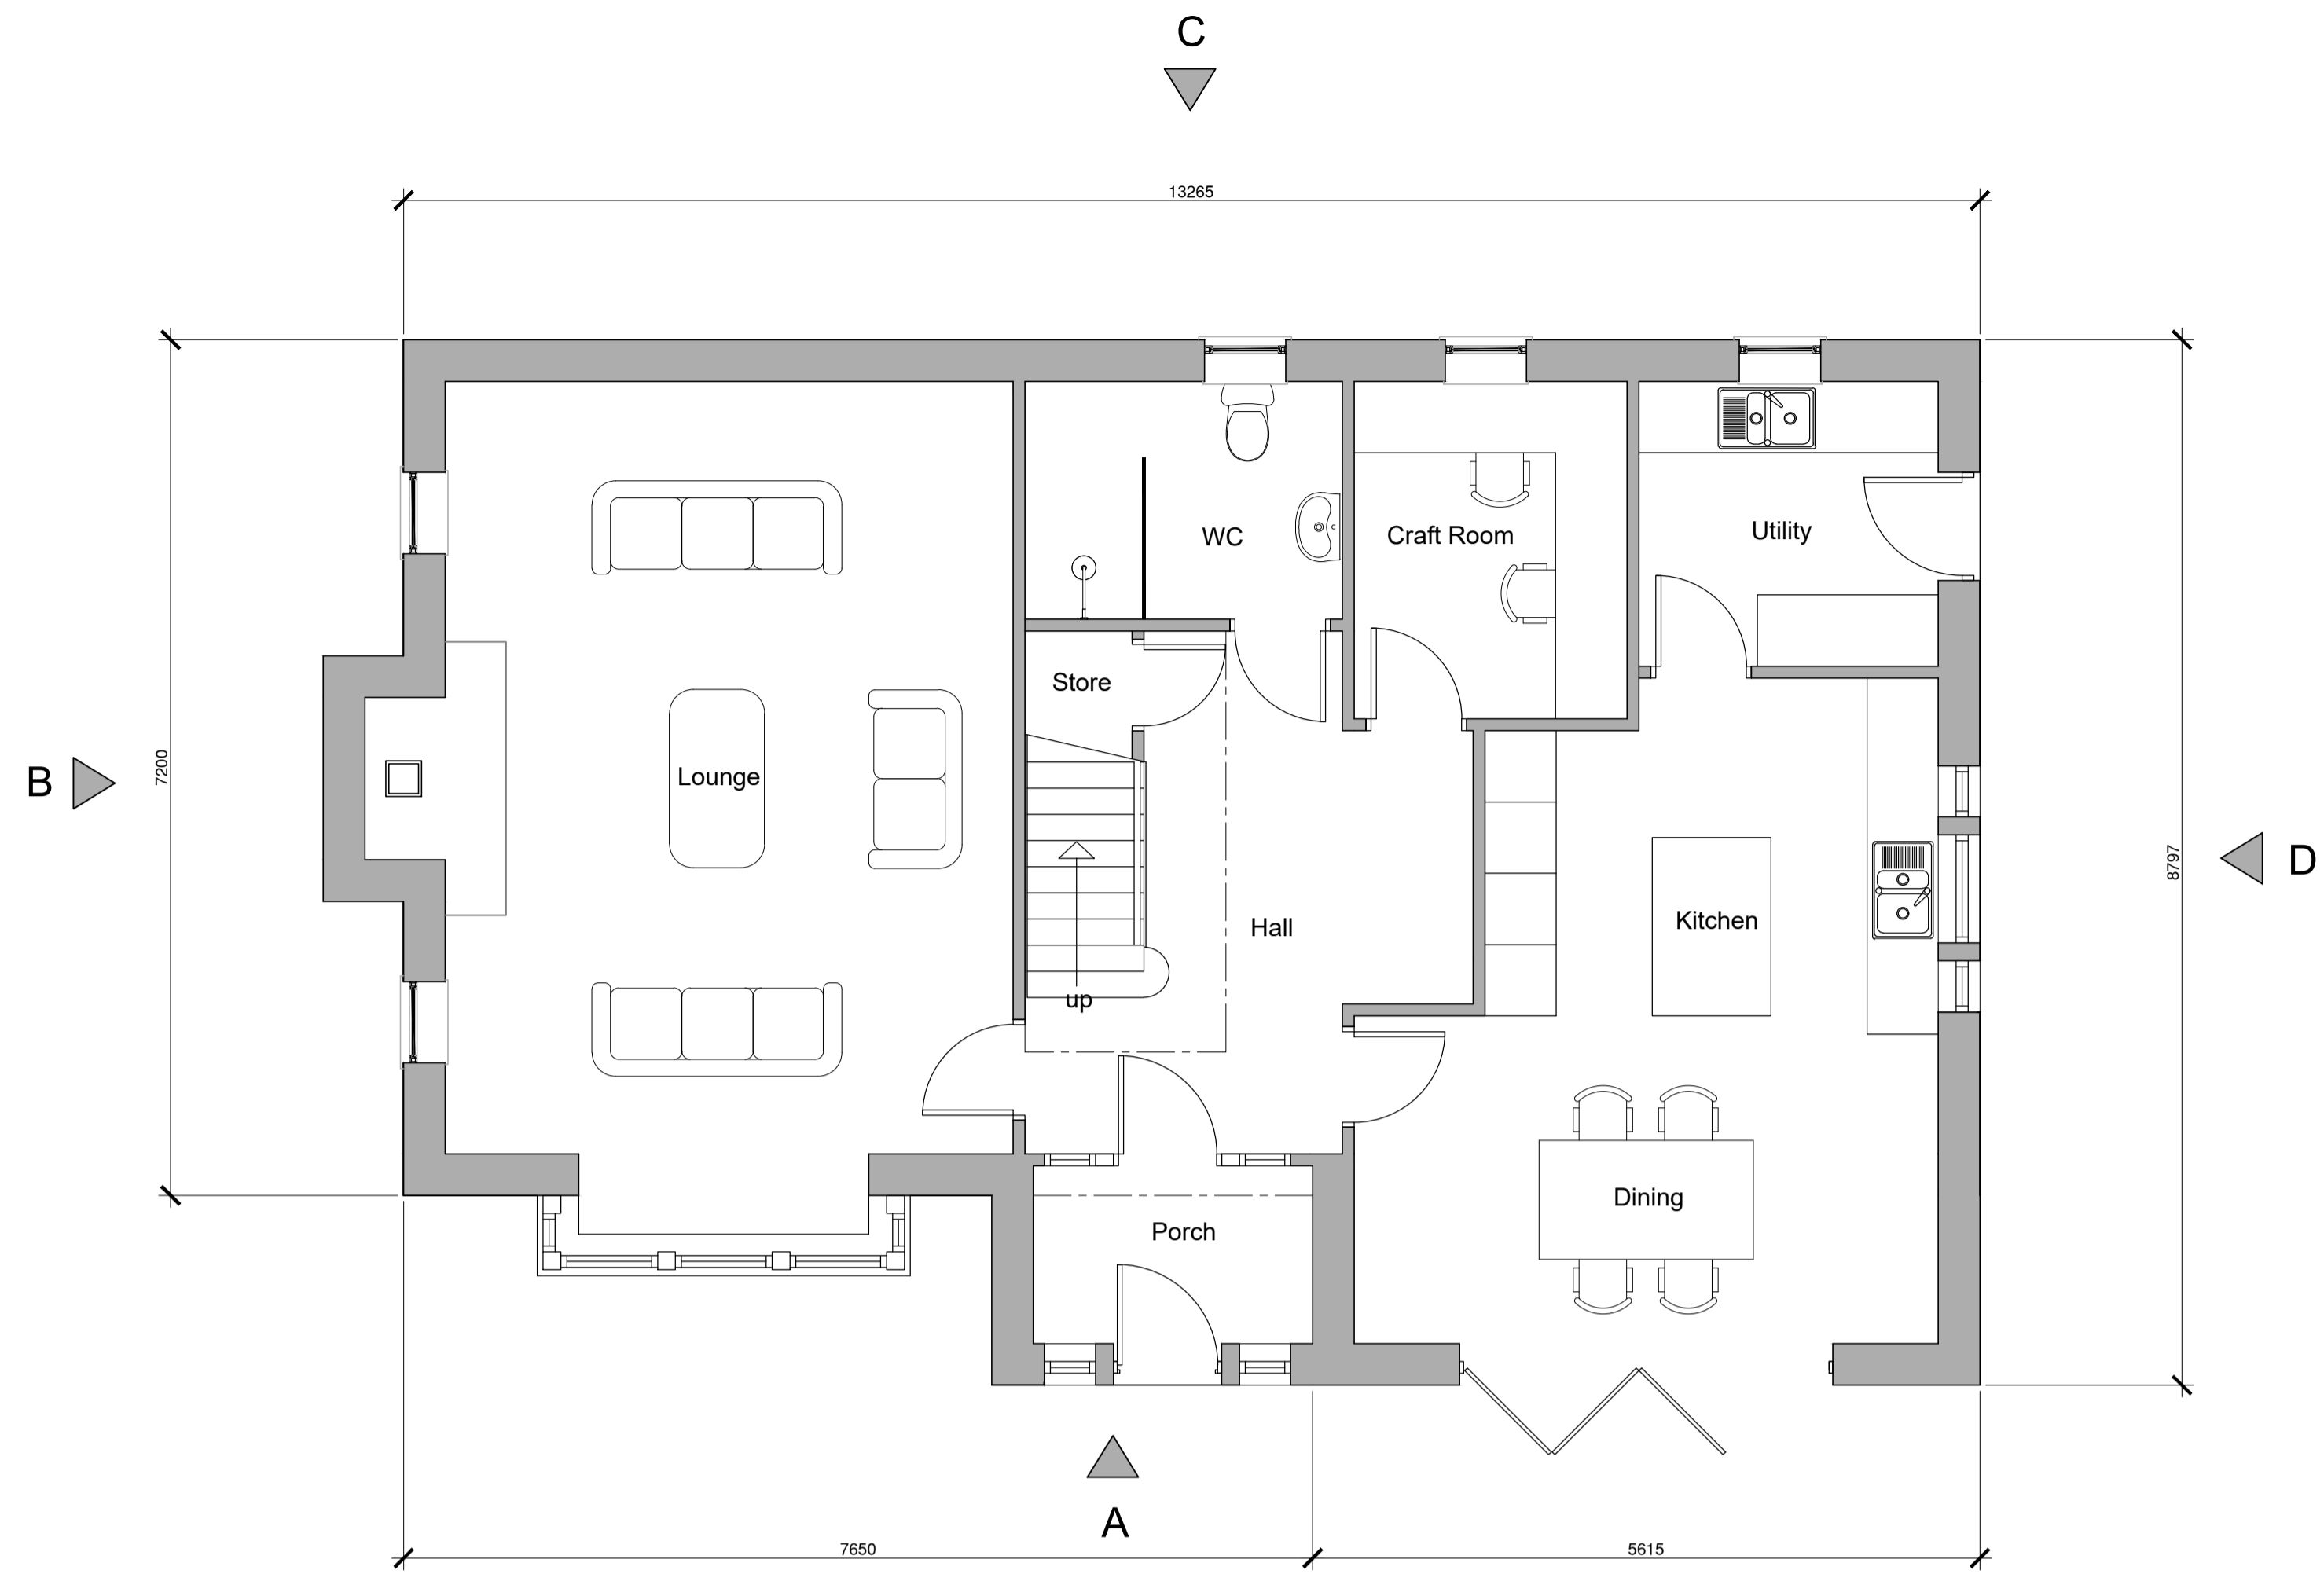 C
13265
WC
Craft Room
Utility
Store
B
7200
Lounge
8797
D
Kitchen
Hall
up
Dining
Porch
A
7650
5615